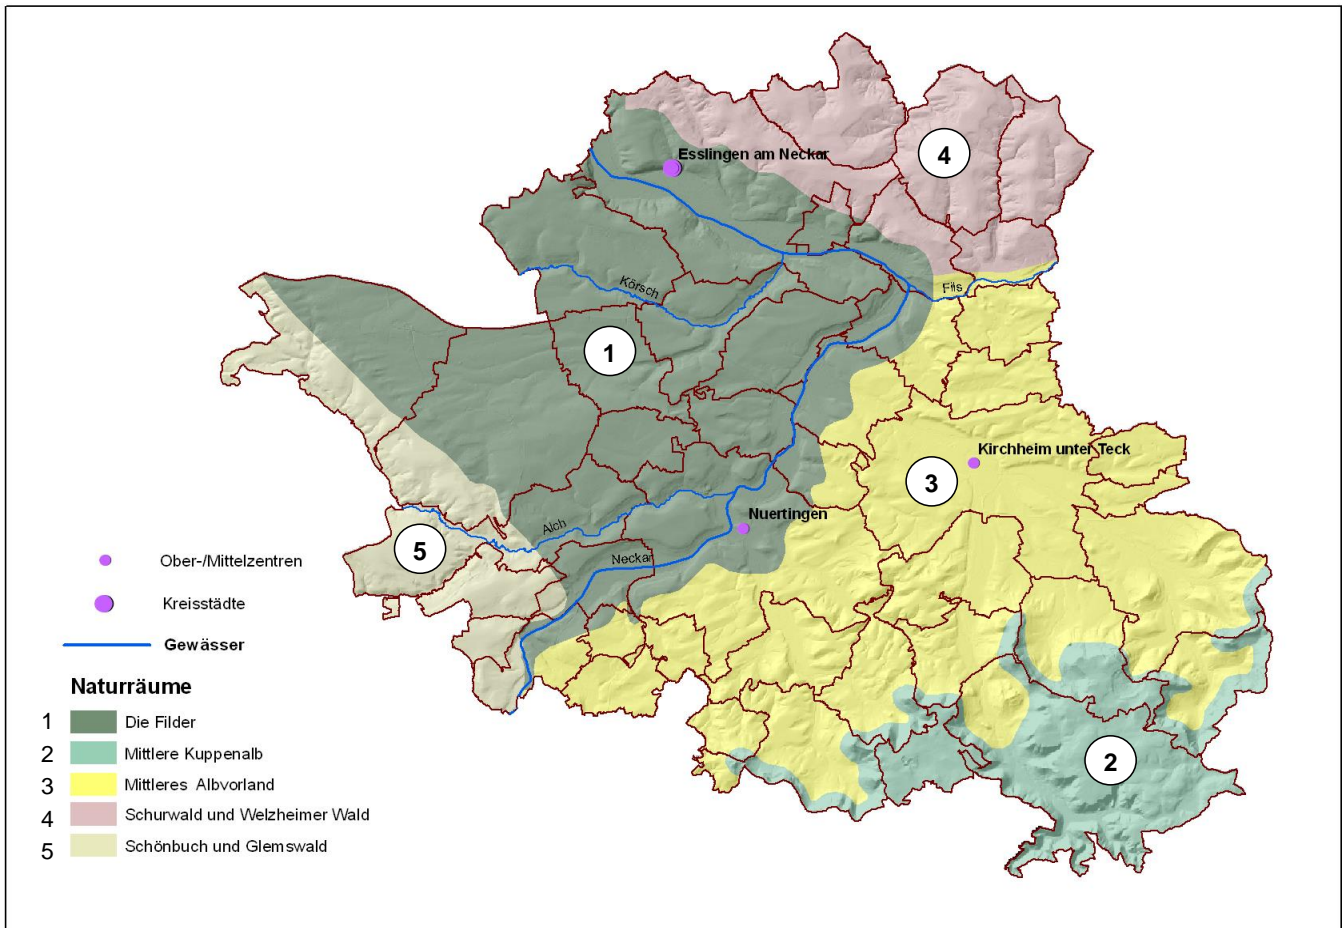 Esslingen am Neckar
4
Körsch
Fils
1
Kirchheim unter Teck
3
Nuertingen
Aich
5
Neckar
2
Ober-/Mittelzentren
Kreisstädte
Gewässer
Naturräume
1 Die Filder
2 Mittlere Kuppenalb
3 Mittleres Albvorland
4 Schurwald und Welzheimer Wald
5 Schönbuch und Glemswald